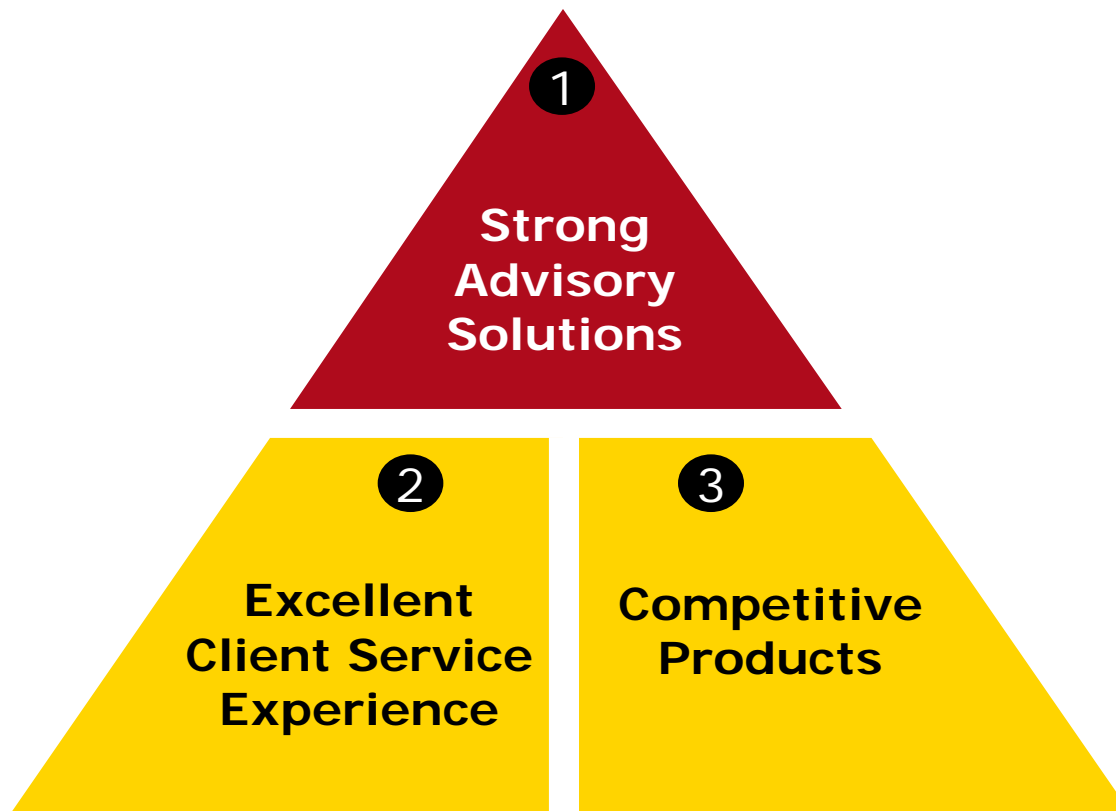 1
Strong
Advisory
Solutions
2
Excellent
Client Service
Experience
3
Competitive
Products